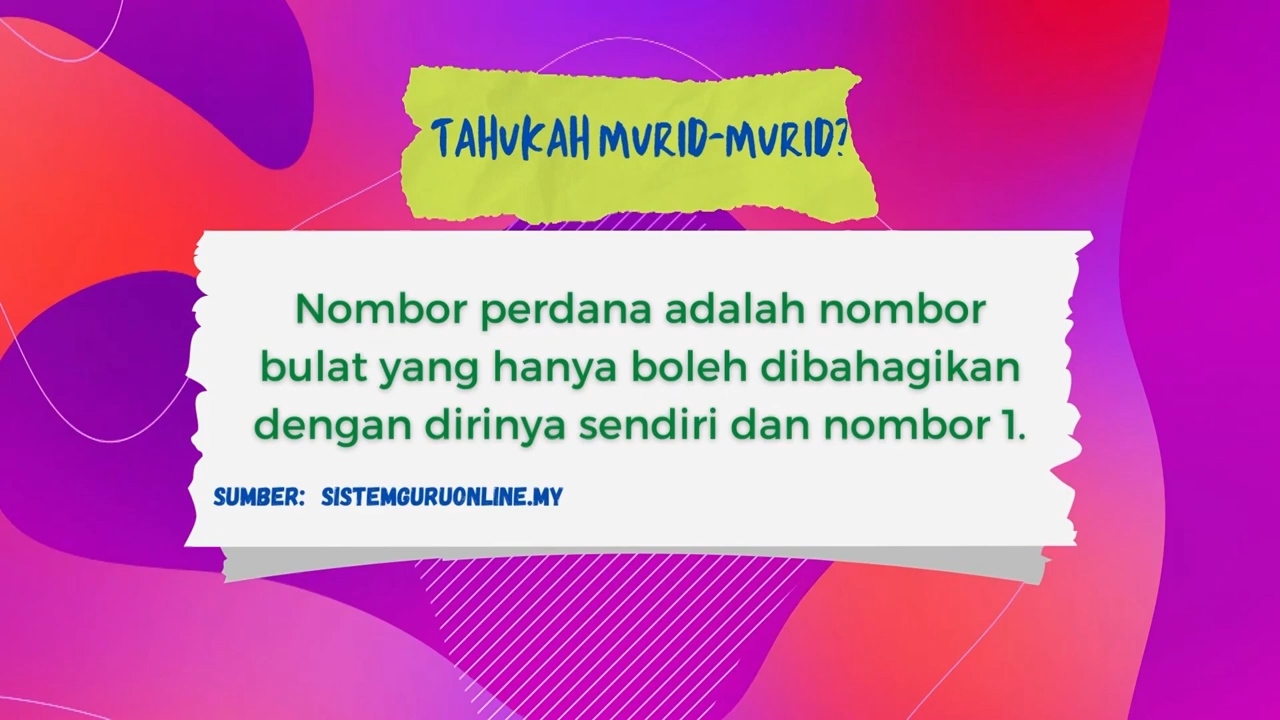 TAHUKAH MURID-MURID?
Nombor perdana adalah nombor
bulat yang hanya boleh dibahagikan
dengan dirinya sendiri dan nombor 1.
SUMBER: SISTEMGURUONLINE.MY